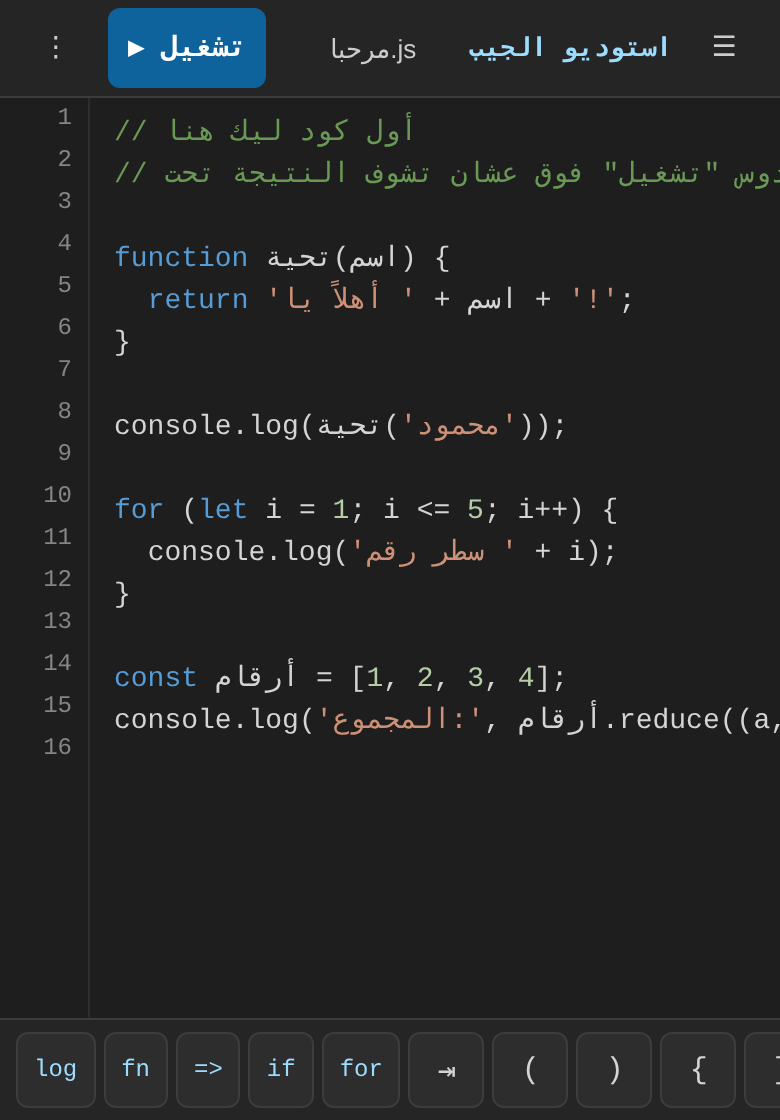 ☰ استوديو الجيب مرحبا.js تشغيل ▶ ⋮
1 // أول كود ليك هنا
2 // دوس "تشغيل" فوق عشان تشوف النتيجة تحت
3
4 function تحية(اسم) {
5 return 'أهلاً يا ' + اسم + '!';
6 }
7
8 console.log(تحية('محمود'));
9
10 for (let i = 1; i <= 5; i++) {
11 console.log('سطر رقم ' + i);
12 }
13
14 const أرقام = [1, 2, 3, 4];
15 console.log('المجموع:', أرقام.reduce((a,
16
log fn => if for ⇥ ( ) {